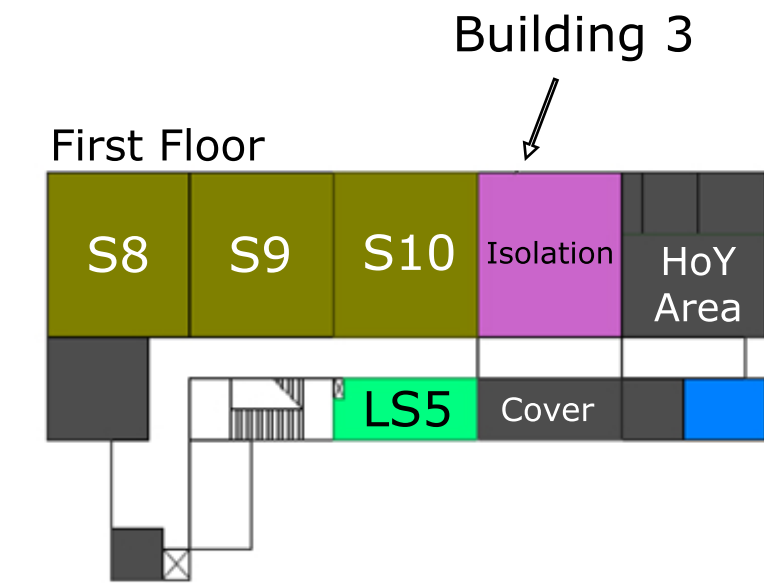 Building 3
First Floor
S8
S9
S10
Isolation
HoY
Area
LS5
Cover